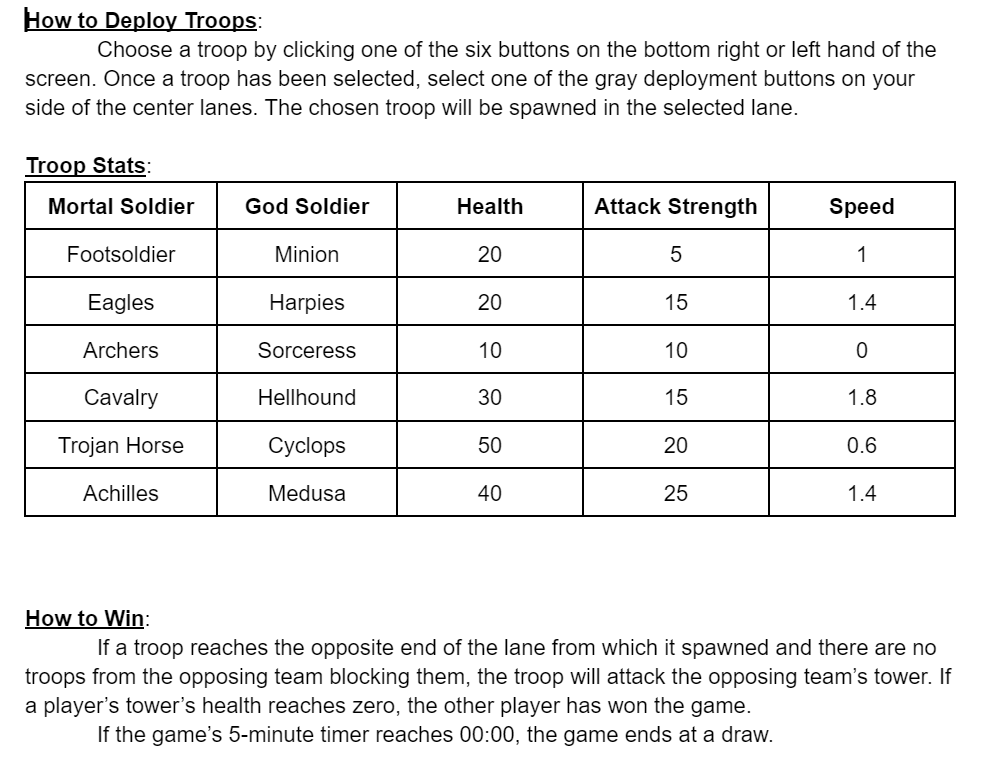 How to Deploy Troops:
Choose a troop by clicking one of the six buttons on the bottom right or left hand of the
screen. Once a troop has been selected, select one of the gray deployment buttons on your
side of the center lanes. The chosen troop will be spawned in the selected lane.
Troop Stats:
Mortal Soldier God Soldier Health Attack Strength Speed
Footsoldier Minion 20 5 1
Eagles Harpies 20 15 1.4
Archers Sorceress 10 10 0
Cavalry Hellhound 30 15 1.8
Trojan Horse Cyclops 50 20 0.6
Achilles Medusa 40 25 1.4
How to Win:
If a troop reaches the opposite end of the lane from which it spawned and there are no
troops from the opposing team blocking them, the troop will attack the opposing team’s tower. If
a player’s tower’s health reaches zero, the other player has won the game.
If the game’s 5-minute timer reaches 00:00, the game ends at a draw.